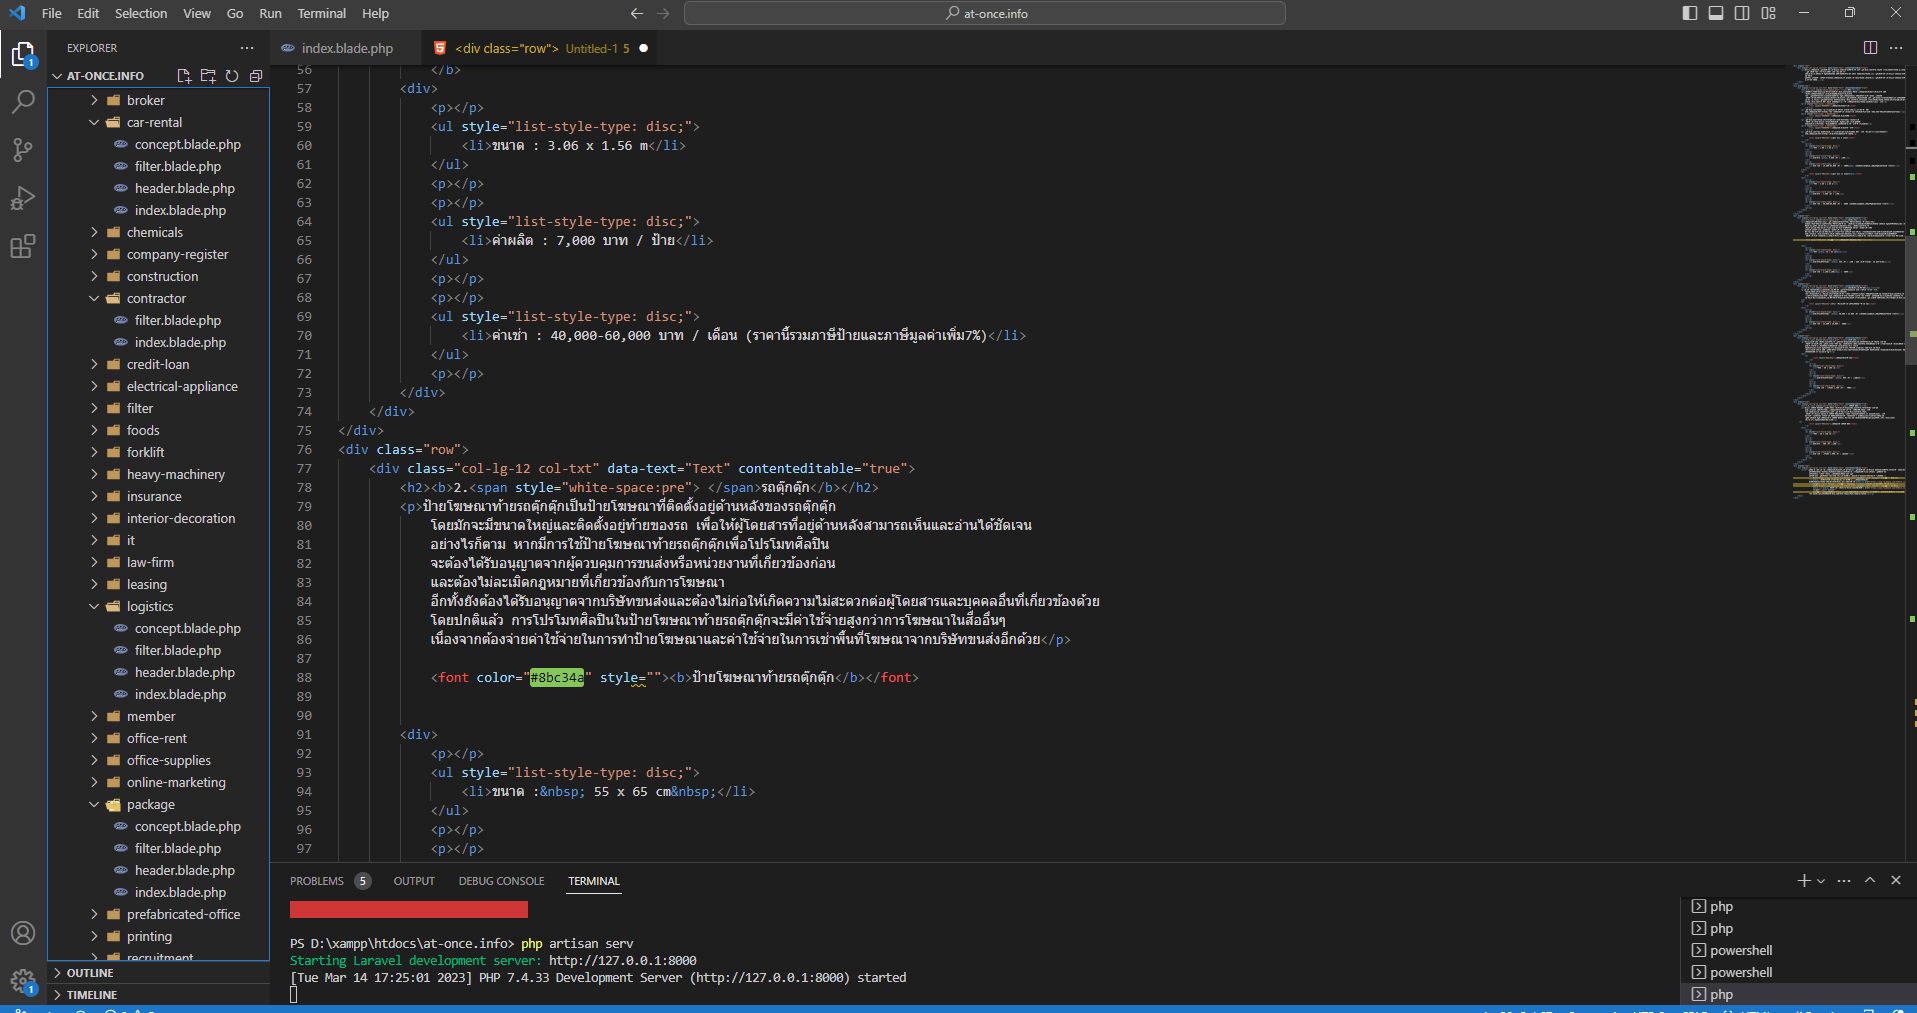 File Edit Selection View Go Run Terminal Help
at-once.info
EXPLORER
AT-ONCE.INFO
broker
car-rental
concept.blade.php
filter.blade.php
header.blade.php
index.blade.php
chemicals
company-register
construction
contractor
filter.blade.php
index.blade.php
credit-loan
electrical-appliance
filter
foods
forklift
heavy-machinery
insurance
interior-decoration
it
law-firm
leasing
logistics
concept.blade.php
filter.blade.php
header.blade.php
index.blade.php
member
office-rent
office-supplies
online-marketing
package
concept.blade.php
filter.blade.php
header.blade.php
index.blade.php
prefabricated-office
printing
recruitment
OUTLINE
TIMELINE
1
1
index.blade.php
<div class="row"> Untitled-1 5
56 </b>
57 <div>
58 <p></p>
59 <ul style="list-style-type: disc;">
60 <li>ขนาด : 3.06 x 1.56 m</li>
61 </ul>
62 <p></p>
63 <p></p>
64 <ul style="list-style-type: disc;">
65 <li>ค่าผลิต : 7,000 บาท / ป้าย</li>
66 </ul>
67 <p></p>
68 <p></p>
69 <ul style="list-style-type: disc;">
70 <li>ค่าเช่า : 40,000-60,000 บาท / เดือน (ราคานี้รวมภาษีป้ายและภาษีมูลค่าเพิ่ม7%)</li>
71 </ul>
72 <p></p>
73 </div>
74 </div>
75 </div>
76 <div class="row">
77 <div class="col-lg-12 col-txt" data-text="Text" contenteditable="true">
78 <h2><b>2.<span style="white-space:pre"> </span>รถตุ๊กตุ๊ก</b></h2>
79 <p>ป้ายโฆษณาท้ายรถตุ๊กตุ๊กเป็นป้ายโฆษณาที่ติดตั้งอยู่ด้านหลังของรถตุ๊กตุ๊ก
80 โดยมักจะมีขนาดใหญ่และติดตั้งอยู่ท้ายของรถ เพื่อให้ผู้โดยสารที่อยู่ด้านหลังสามารถเห็นและอ่านได้ชัดเจน
81 อย่างไรก็ตาม หากมีการใช้ป้ายโฆษณาท้ายรถตุ๊กตุ๊กเพื่อโปรโมทศิลปิน
82 จะต้องได้รับอนุญาตจากผู้ควบคุมการขนส่งหรือหน่วยงานที่เกี่ยวข้องก่อน
83 และต้องไม่ละเมิดกฎหมายที่เกี่ยวข้องกับการโฆษณา
84 อีกทั้งยังต้องได้รับอนุญาตจากบริษัทขนส่งและต้องไม่ก่อให้เกิดความไม่สะดวกต่อผู้โดยสารและบุคคลอื่นที่เกี่ยวข้องด้วย
85 โดยปกติแล้ว การโปรโมทศิลปินในป้ายโฆษณาท้ายรถตุ๊กตุ๊กจะมีค่าใช้จ่ายสูงกว่าการโฆษณาในสื่ออื่นๆ
86 เนื่องจากต้องจ่ายค่าใช้จ่ายในการทำป้ายโฆษณาและค่าใช้จ่ายในการเช่าพื้นที่โฆษณาจากบริษัทขนส่งอีกด้วย</p>
87
88 <font color="#8bc34a" style=""><b>ป้ายโฆษณาท้ายรถตุ๊กตุ๊ก</b></font>
89
90
91 <div>
92 <p></p>
93 <ul style="list-style-type: disc;">
94 <li>ขนาด :&nbsp; 55 x 65 cm&nbsp;</li>
95 </ul>
96 <p></p>
97 <p></p>
PROBLEMS 5 OUTPUT DEBUG CONSOLE TERMINAL
PS D:\xampp\htdocs\at-once.info> php artisan serv
Starting Laravel development server: http://127.0.0.1:8000
[Tue Mar 14 17:25:01 2023] PHP 7.4.33 Development Server (http://127.0.0.1:8000) started
php
php
powershell
powershell
php